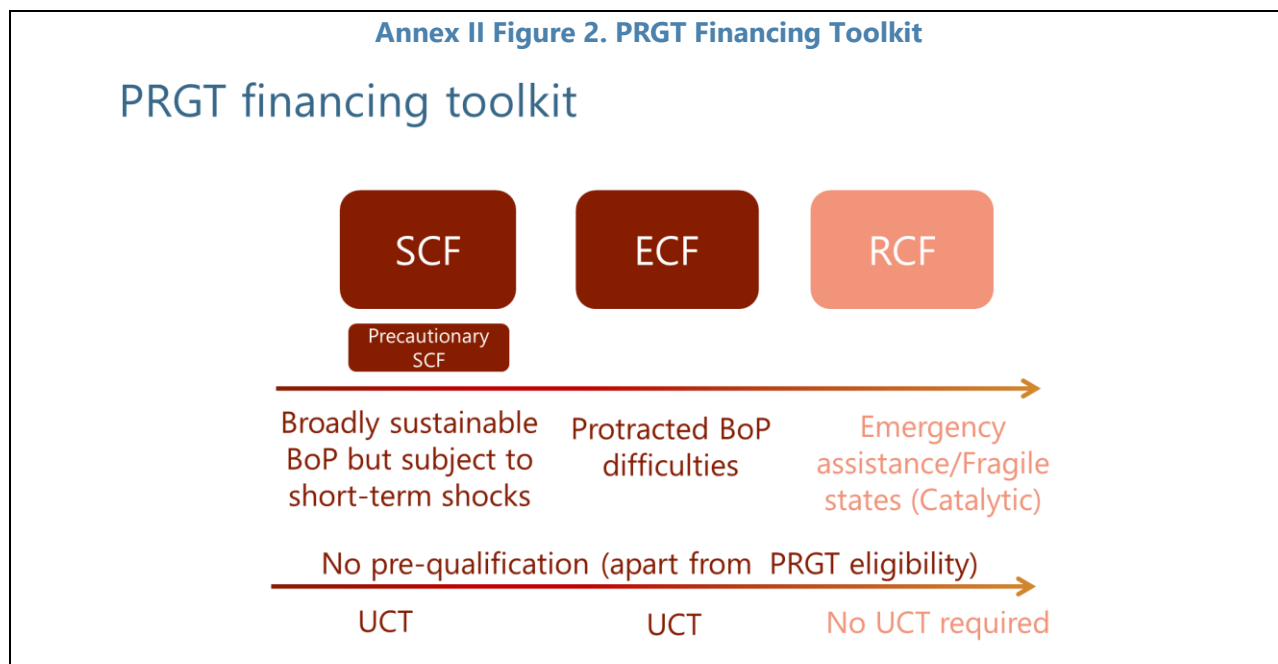 Annex II Figure 2. PRGT Financing Toolkit
PRGT financing toolkit
SCF
ECF
RCF
Precautionary
SCF
Broadly sustainable
BoP but subject to
short-term shocks
Protracted BoP
difficulties
Emergency
assistance/Fragile
states (Catalytic)
No pre-qualification (apart from PRGT eligibility)
UCT
UCT
No UCT required